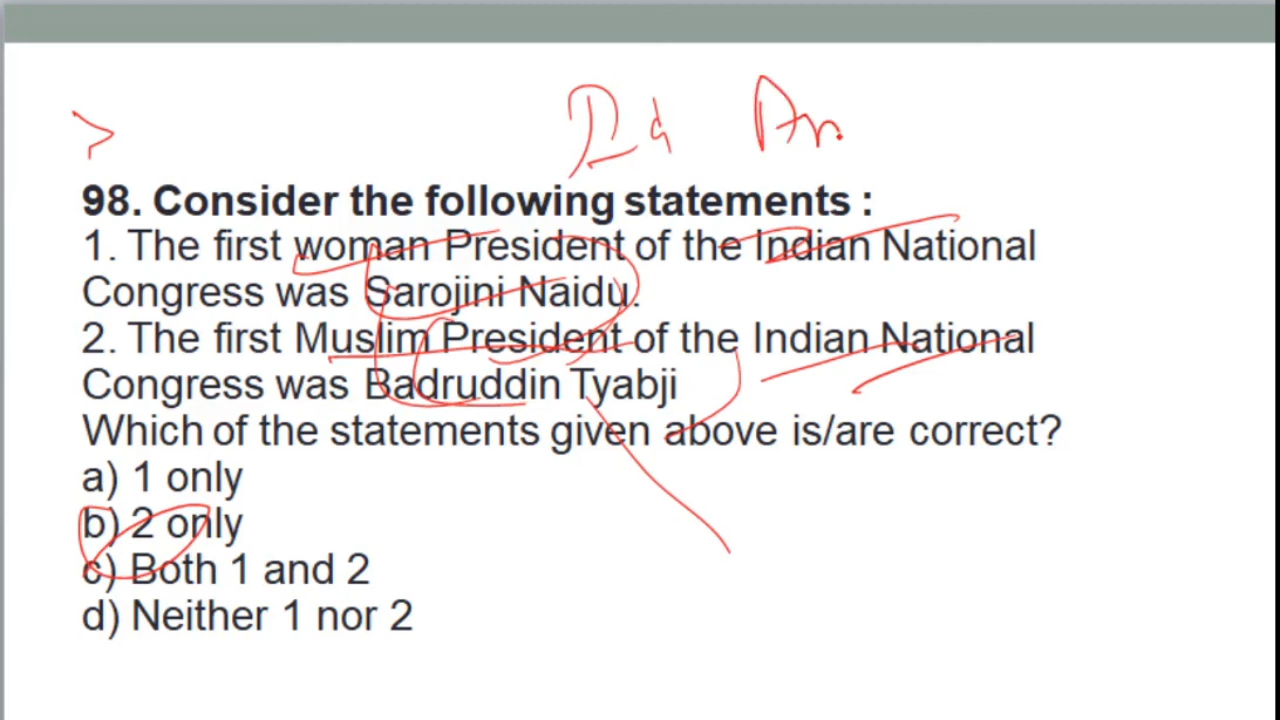 98. Consider the following statements :
1. The first woman President of the Indian National
Congress was Sarojini Naidu.
2. The first Muslim President of the Indian National
Congress was Badruddin Tyabji
Which of the statements given above is/are correct?
a) 1 only
b) 2 only
c) Both 1 and 2
d) Neither 1 nor 2